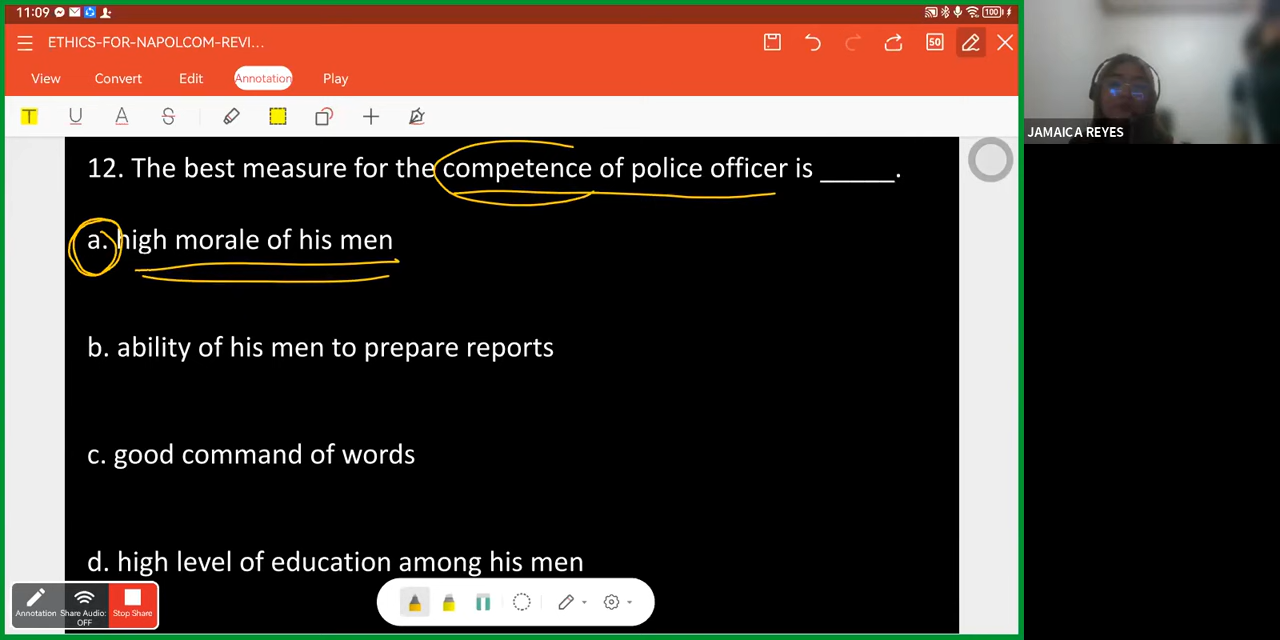 11:09
100
ETHICS-FOR-NAPOLCOM-REVI...
50
View Convert Edit Annotation Play
T U A S
JAMAICA REYES
12. The best measure for the competence of police officer is ______.
a. high morale of his men
b. ability of his men to prepare reports
c. good command of words
d. high level of education among his men
Annotation Share Audio: OFF Stop Share